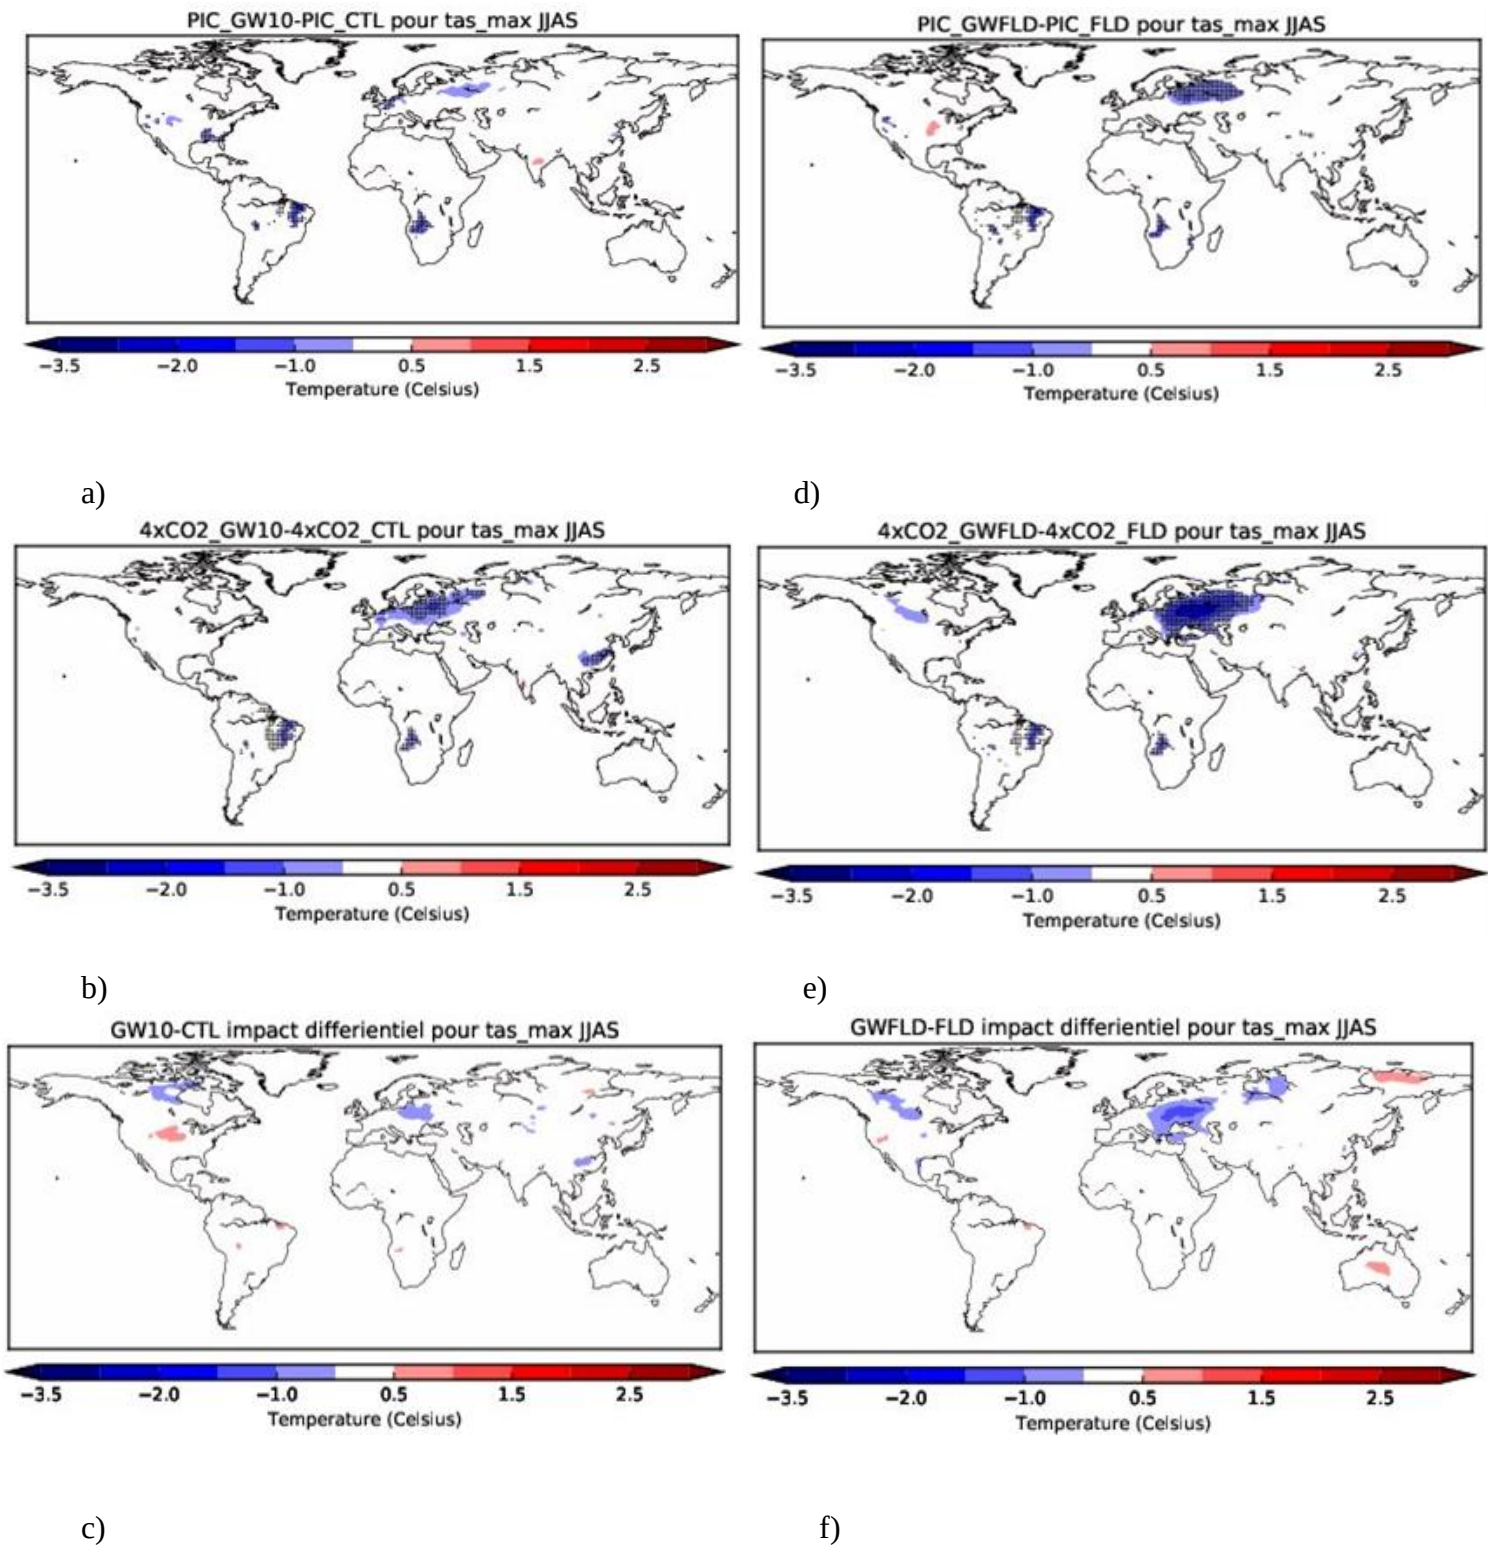 PIC_GW10-PIC_CTL pour tas_max JJAS
−3.5 −2.0 −1.0 0.5 1.5 2.5
Temperature (Celsius)
a)
PIC_GWFLD-PIC_FLD pour tas_max JJAS
−3.5 −2.0 −1.0 0.5 1.5 2.5
Temperature (Celsius)
d)
4xCO2_GW10-4xCO2_CTL pour tas_max JJAS
−3.5 −2.0 −1.0 0.5 1.5 2.5
Temperature (Celsius)
b)
4xCO2_GWFLD-4xCO2_FLD pour tas_max JJAS
−3.5 −2.0 −1.0 0.5 1.5 2.5
Temperature (Celsius)
e)
GW10-CTL impact differientiel pour tas_max JJAS
−3.5 −2.0 −1.0 0.5 1.5 2.5
Temperature (Celsius)
c)
GWFLD-FLD impact differientiel pour tas_max JJAS
−3.5 −2.0 −1.0 0.5 1.5 2.5
Temperature (Celsius)
f)